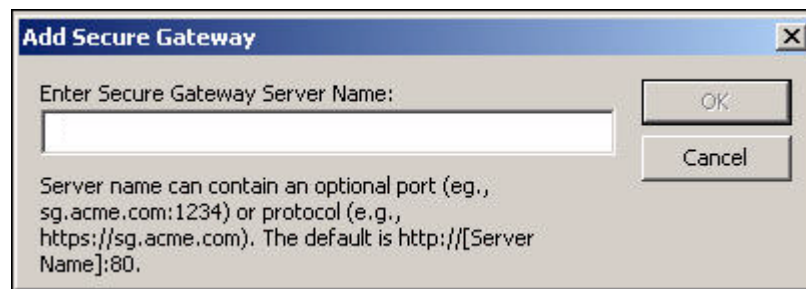 Add Secure Gateway
Enter Secure Gateway Server Name:
OK
Cancel
Server name can contain an optional port (eg.,
sg.acme.com:1234) or protocol (e.g.,
https://sg.acme.com). The default is http://[Server
Name]:80.